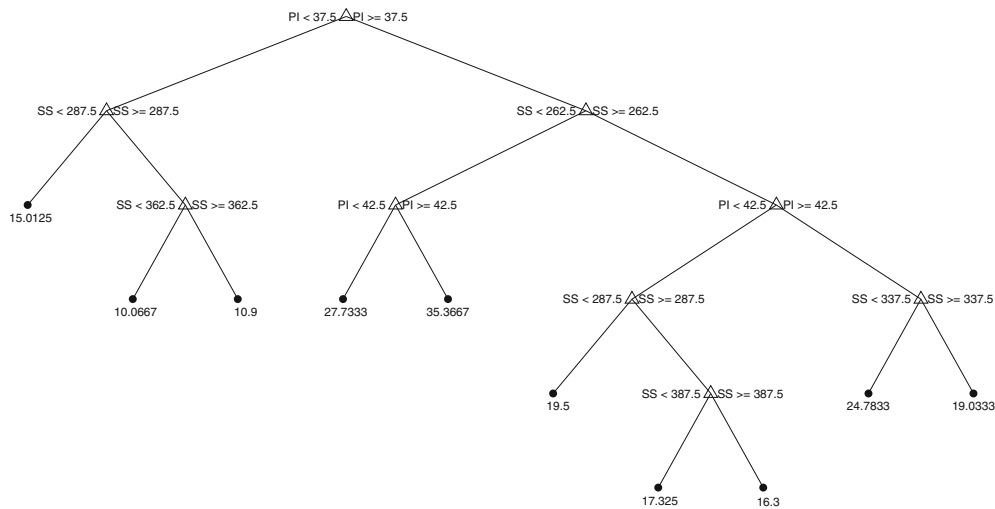 PI < 37.5 PI >= 37.5
SS < 287.5 SS >= 287.5
SS < 262.5 SS >= 262.5
15.0125
SS < 362.5 SS >= 362.5
PI < 42.5 PI >= 42.5
PI < 42.5 PI >= 42.5
10.0667
10.9
27.7333
35.3667
SS < 287.5 SS >= 287.5
SS < 337.5 SS >= 337.5
19.5
SS < 387.5 SS >= 387.5
24.7833
19.0333
17.325
16.3